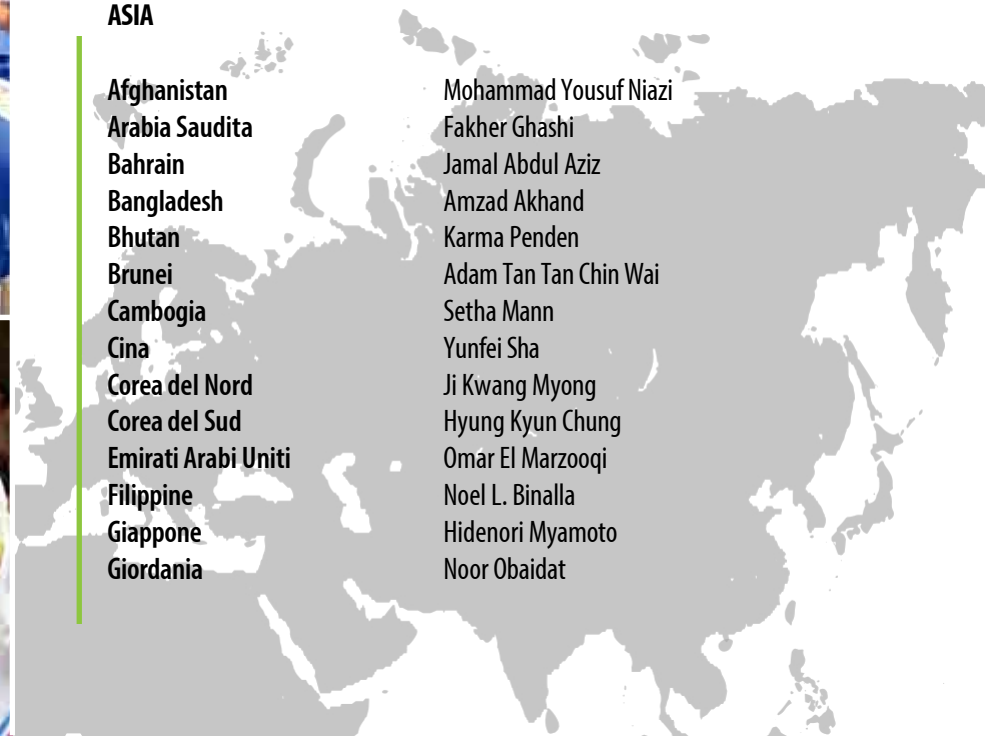 ASIA
Afghanistan Mohammad Yousuf Niazi
Arabia Saudita Fakher Ghashi
Bahrain Jamal Abdul Aziz
Bangladesh Amzad Akhand
Bhutan Karma Penden
Brunei Adam Tan Tan Chin Wai
Cambogia Setha Mann
Cina Yunfei Sha
Corea del Nord Ji Kwang Myong
Corea del Sud Hyung Kyun Chung
Emirati Arabi Uniti Omar El Marzooqi
Filippine Noel L. Binalla
Giappone Hidenori Myamoto
Giordania Noor Obaidat